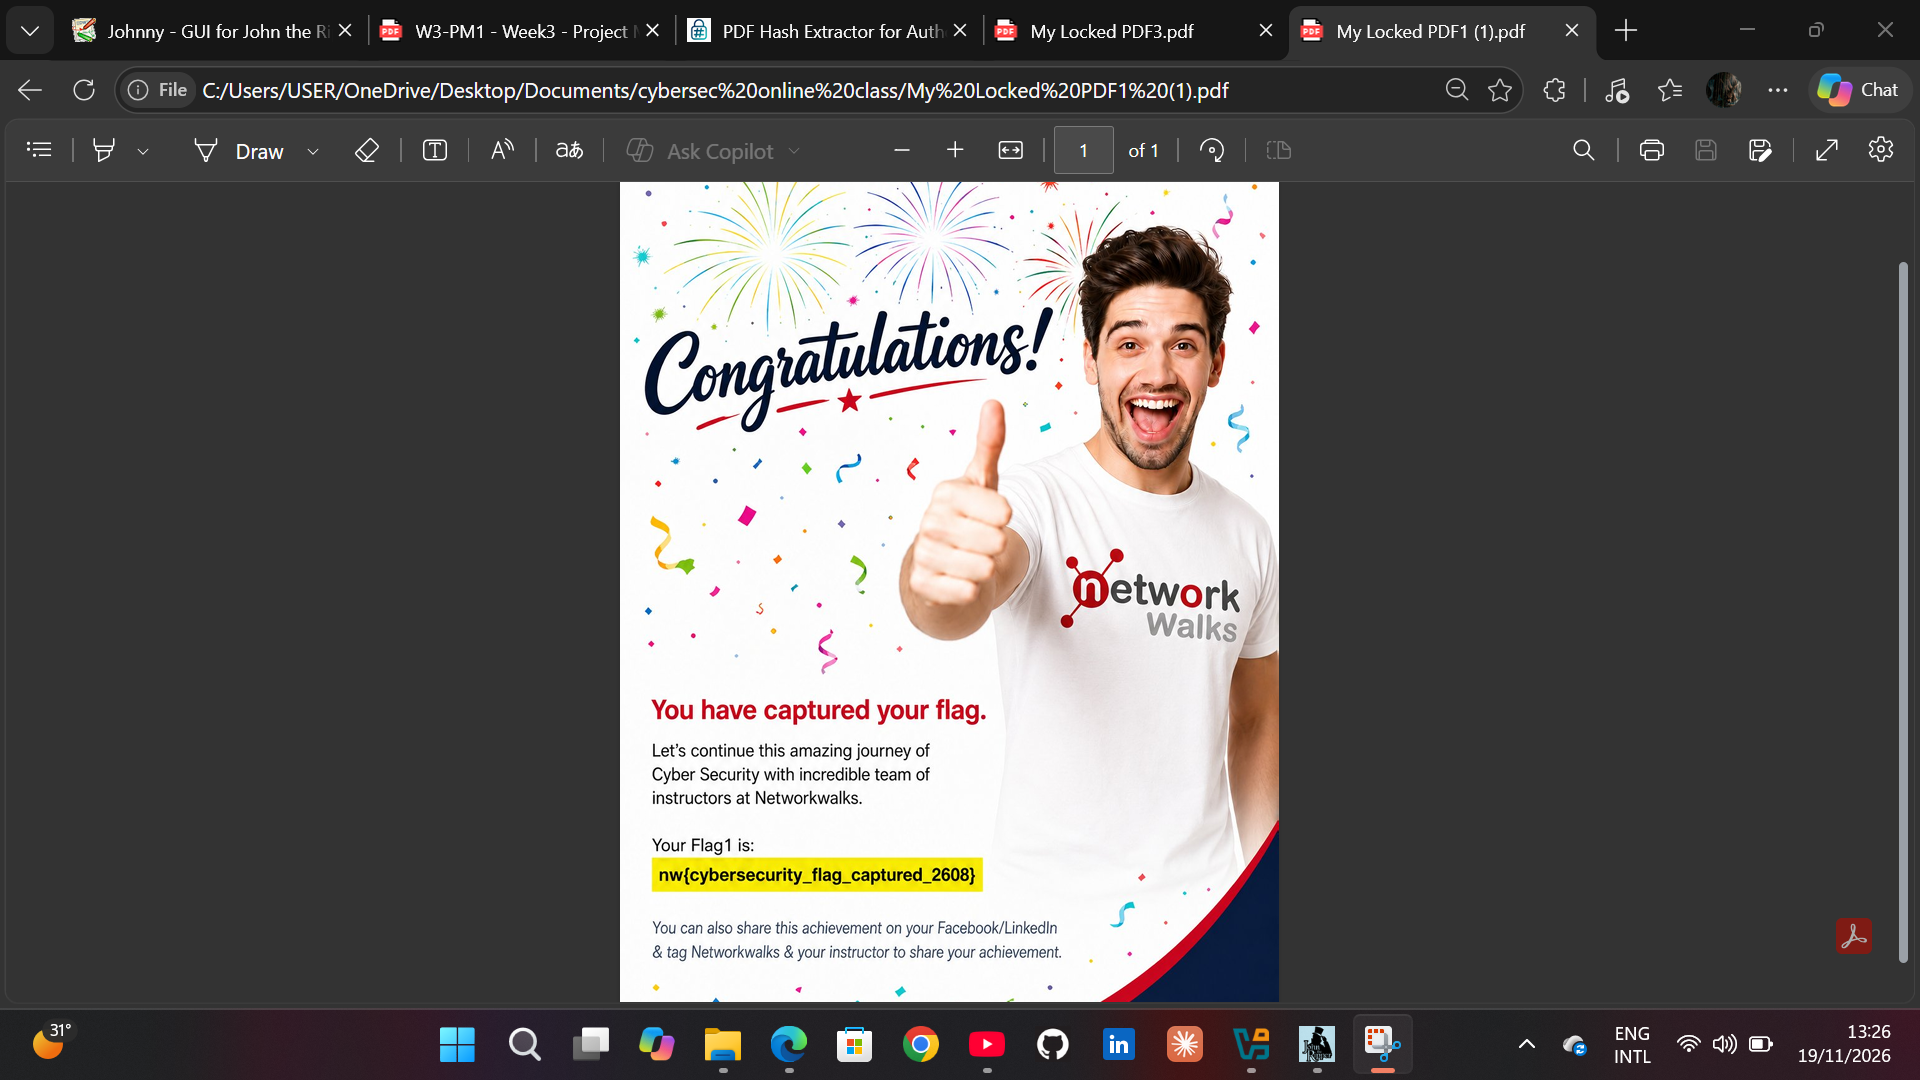 Johnny - GUI for John the Ri
W3-PM1 - Week3 - Project M
PDF Hash Extractor for Auth
My Locked PDF3.pdf
My Locked PDF1 (1).pdf
File
C:/Users/USER/OneDrive/Desktop/Documents/cybersec%20online%20class/My%20Locked%20PDF1%20(1).pdf
Chat
Draw
Ask Copilot
1
of 1
Congratulations!
network
Walks
You have captured your flag.
Let's continue this amazing journey of
Cyber Security with incredible team of
instructors at Networkwalks.
Your Flag1 is:
nw{cybersecurity_flag_captured_2608}
You can also share this achievement on your Facebook/LinkedIn
& tag Networkwalks & your instructor to share your achievement.
31°
ENG
INTL
13:26
19/11/2026